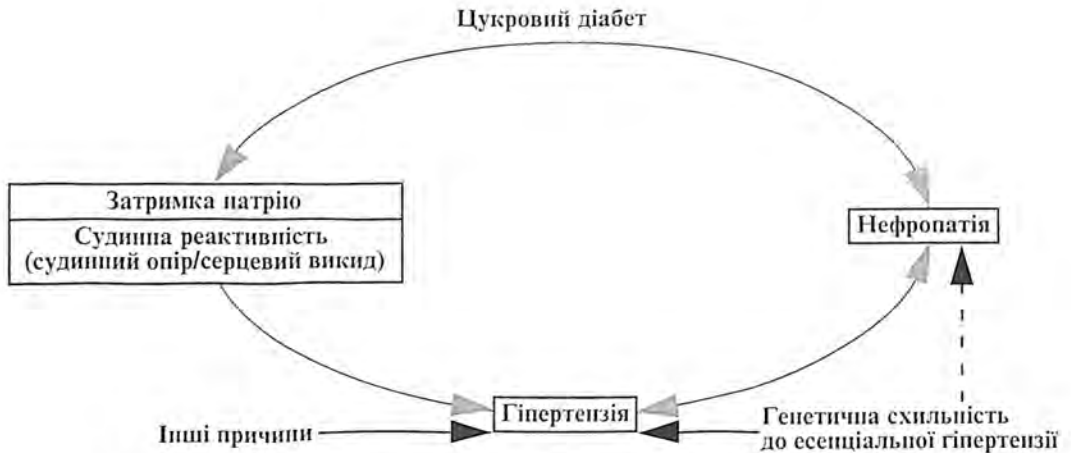 Цукровий діабет
Затримка натрію
Судинна реактивність
(судинний опір/серцевий викид)
Нефропатія
Гіпертензія
Інші причини
Генетична схильність
до есенціальної гіпертензії